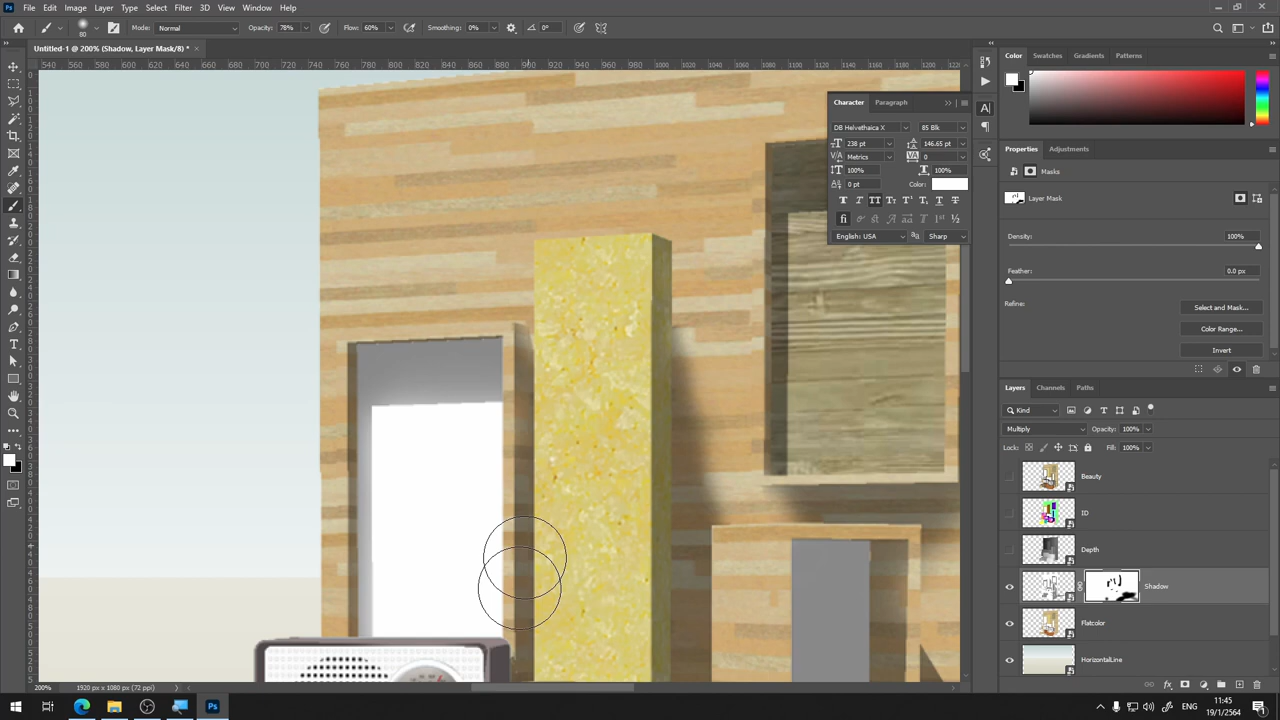 File Edit Image Layer Type Select Filter 3D View Window Help
Mode: Normal Opacity: 78% Flow: 60% Smoothing: 0% 0°
80
Untitled-1 @ 200% (Shadow, Layer Mask/8) *
540 560 580 600 620 640 660 680 700 720 740 760 780 800 820 840 860 880 900 920 940 960 980 1000 1020 1040 1060 1080 1100 1120 1140 1160 1180 1200 1220
Character Paragraph
DB Helvethaica X 85 Blk
238 pt 146.65 pt
Metrics 0
100% 100%
0 pt Color:
English: USA Sharp
Color Swatches Gradients Patterns
Properties Adjustments
Masks
Layer Mask
Density: 100%
Feather: 0.0 px
Refine: Select and Mask...
Color Range...
Invert
Layers Channels Paths
Kind
Multiply Opacity: 100%
Lock: Fill: 100%
Beauty
ID
Depth
Shadow
Flatcolor
HorizontalLine
200% 1920 px x 1080 px (72 ppi)
ENG 11:45
19/1/2564